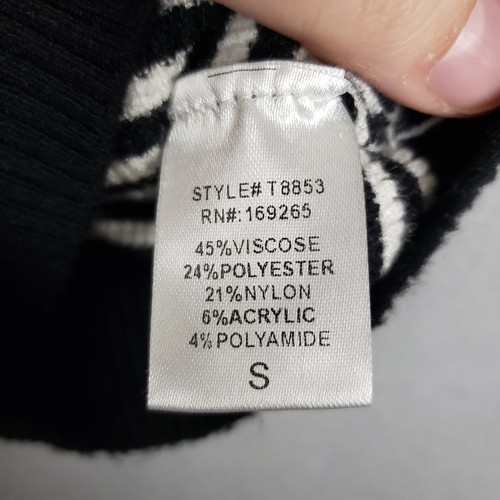 STYLE# T8853
RN#:169265
45%VISCOSE
24%POLYESTER
21%NYLON
6%ACRYLIC
4%POLYAMIDE
S